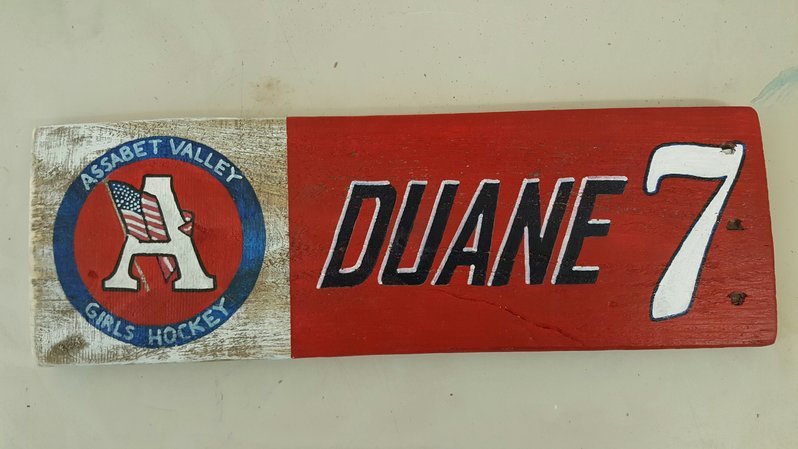 ASSABET VALLEY
A
GIRLS HOCKEY
DUANE 7